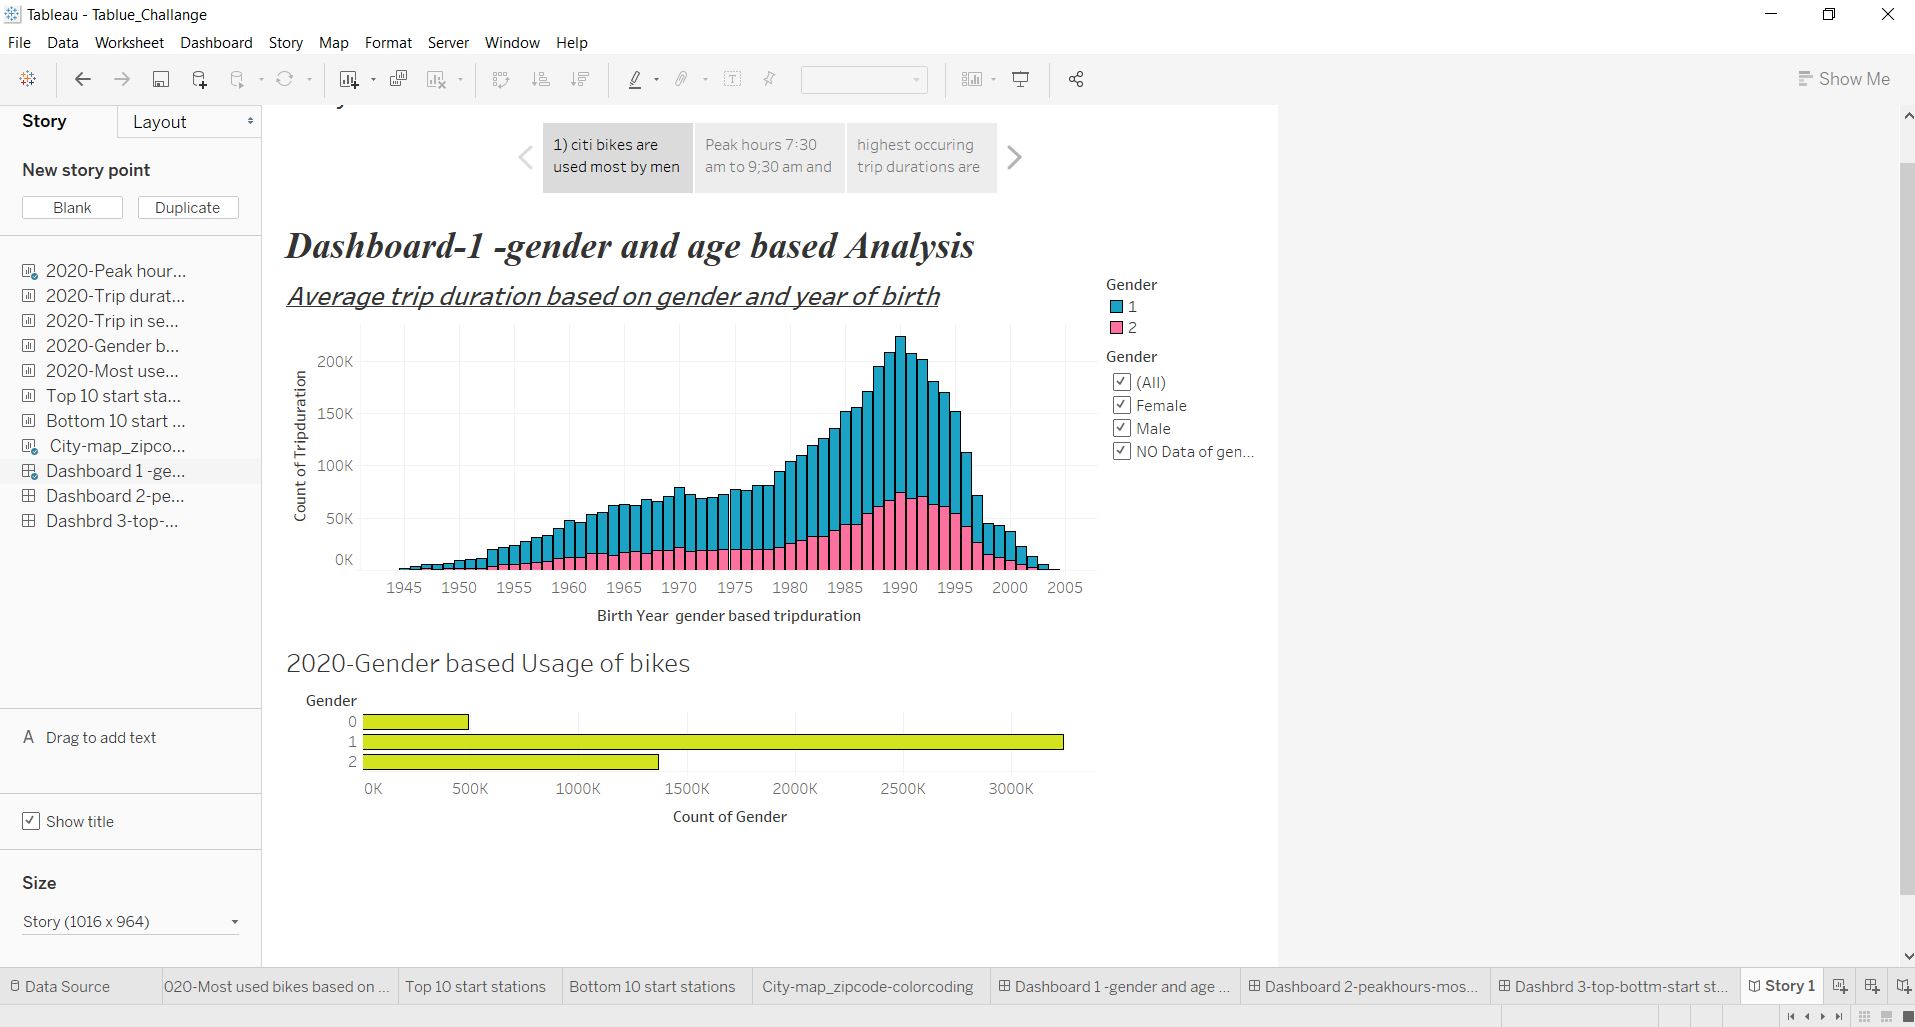 Tableau - Tablue_Challange
File Data Worksheet Dashboard Story Map Format Server Window Help
Show Me
Story Layout
New story point
Blank Duplicate
2020-Peak hour...
2020-Trip durat...
2020-Trip in se...
2020-Gender b...
2020-Most use...
Top 10 start sta...
Bottom 10 start ...
City-map_zipco...
Dashboard 1 -ge...
Dashboard 2-pe...
Dashbrd 3-top-...
A Drag to add text
Show title
Size
Story (1016 x 964)
1) citi bikes are
used most by men
Peak hours 7:30
am to 9;30 am and
highest occuring
trip durations are
Dashboard-1 -gender and age based Analysis
Average trip duration based on gender and year of birth
Count of Tripduration
200K
150K
100K
50K
0K
1945 1950 1955 1960 1965 1970 1975 1980 1985 1990 1995 2000 2005
Birth Year gender based tripduration
Gender
1
2
Gender
(All)
Female
Male
NO Data of gen...
2020-Gender based Usage of bikes
Gender
0
1
2
0K 500K 1000K 1500K 2000K 2500K 3000K
Count of Gender
Data Source 020-Most used bikes based on ... Top 10 start stations Bottom 10 start stations City-map_zipcode-colorcoding Dashboard 1 -gender and age ... Dashboard 2-peakhours-mos... Dashbrd 3-top-bottm-start st... Story 1